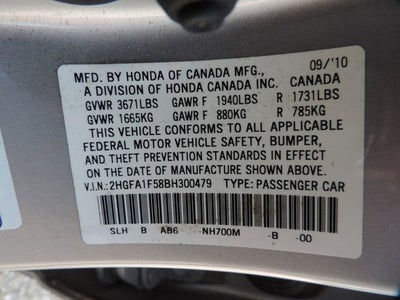 09/'10
MFD. BY HONDA OF CANADA MFG.,
A DIVISION OF HONDA CANADA INC. CANADA
GVWR 3671LBS GAWR F 1940LBS R 1731LBS
GVWR 1665KG GAWR F 880KG R 785KG
THIS VEHICLE CONFORMS TO ALL APPLICABLE
FEDERAL MOTOR VEHICLE SAFETY, BUMPER,
AND THEFT PREVENTION STANDARDS IN EFFECT
ON THE DATE OF MANUFACTURE SHOWN ABOVE.
V.I.N.:2HGFA1F58BH300479 TYPE:PASSENGER CAR
SLH B AB6 -NH700M -B -00